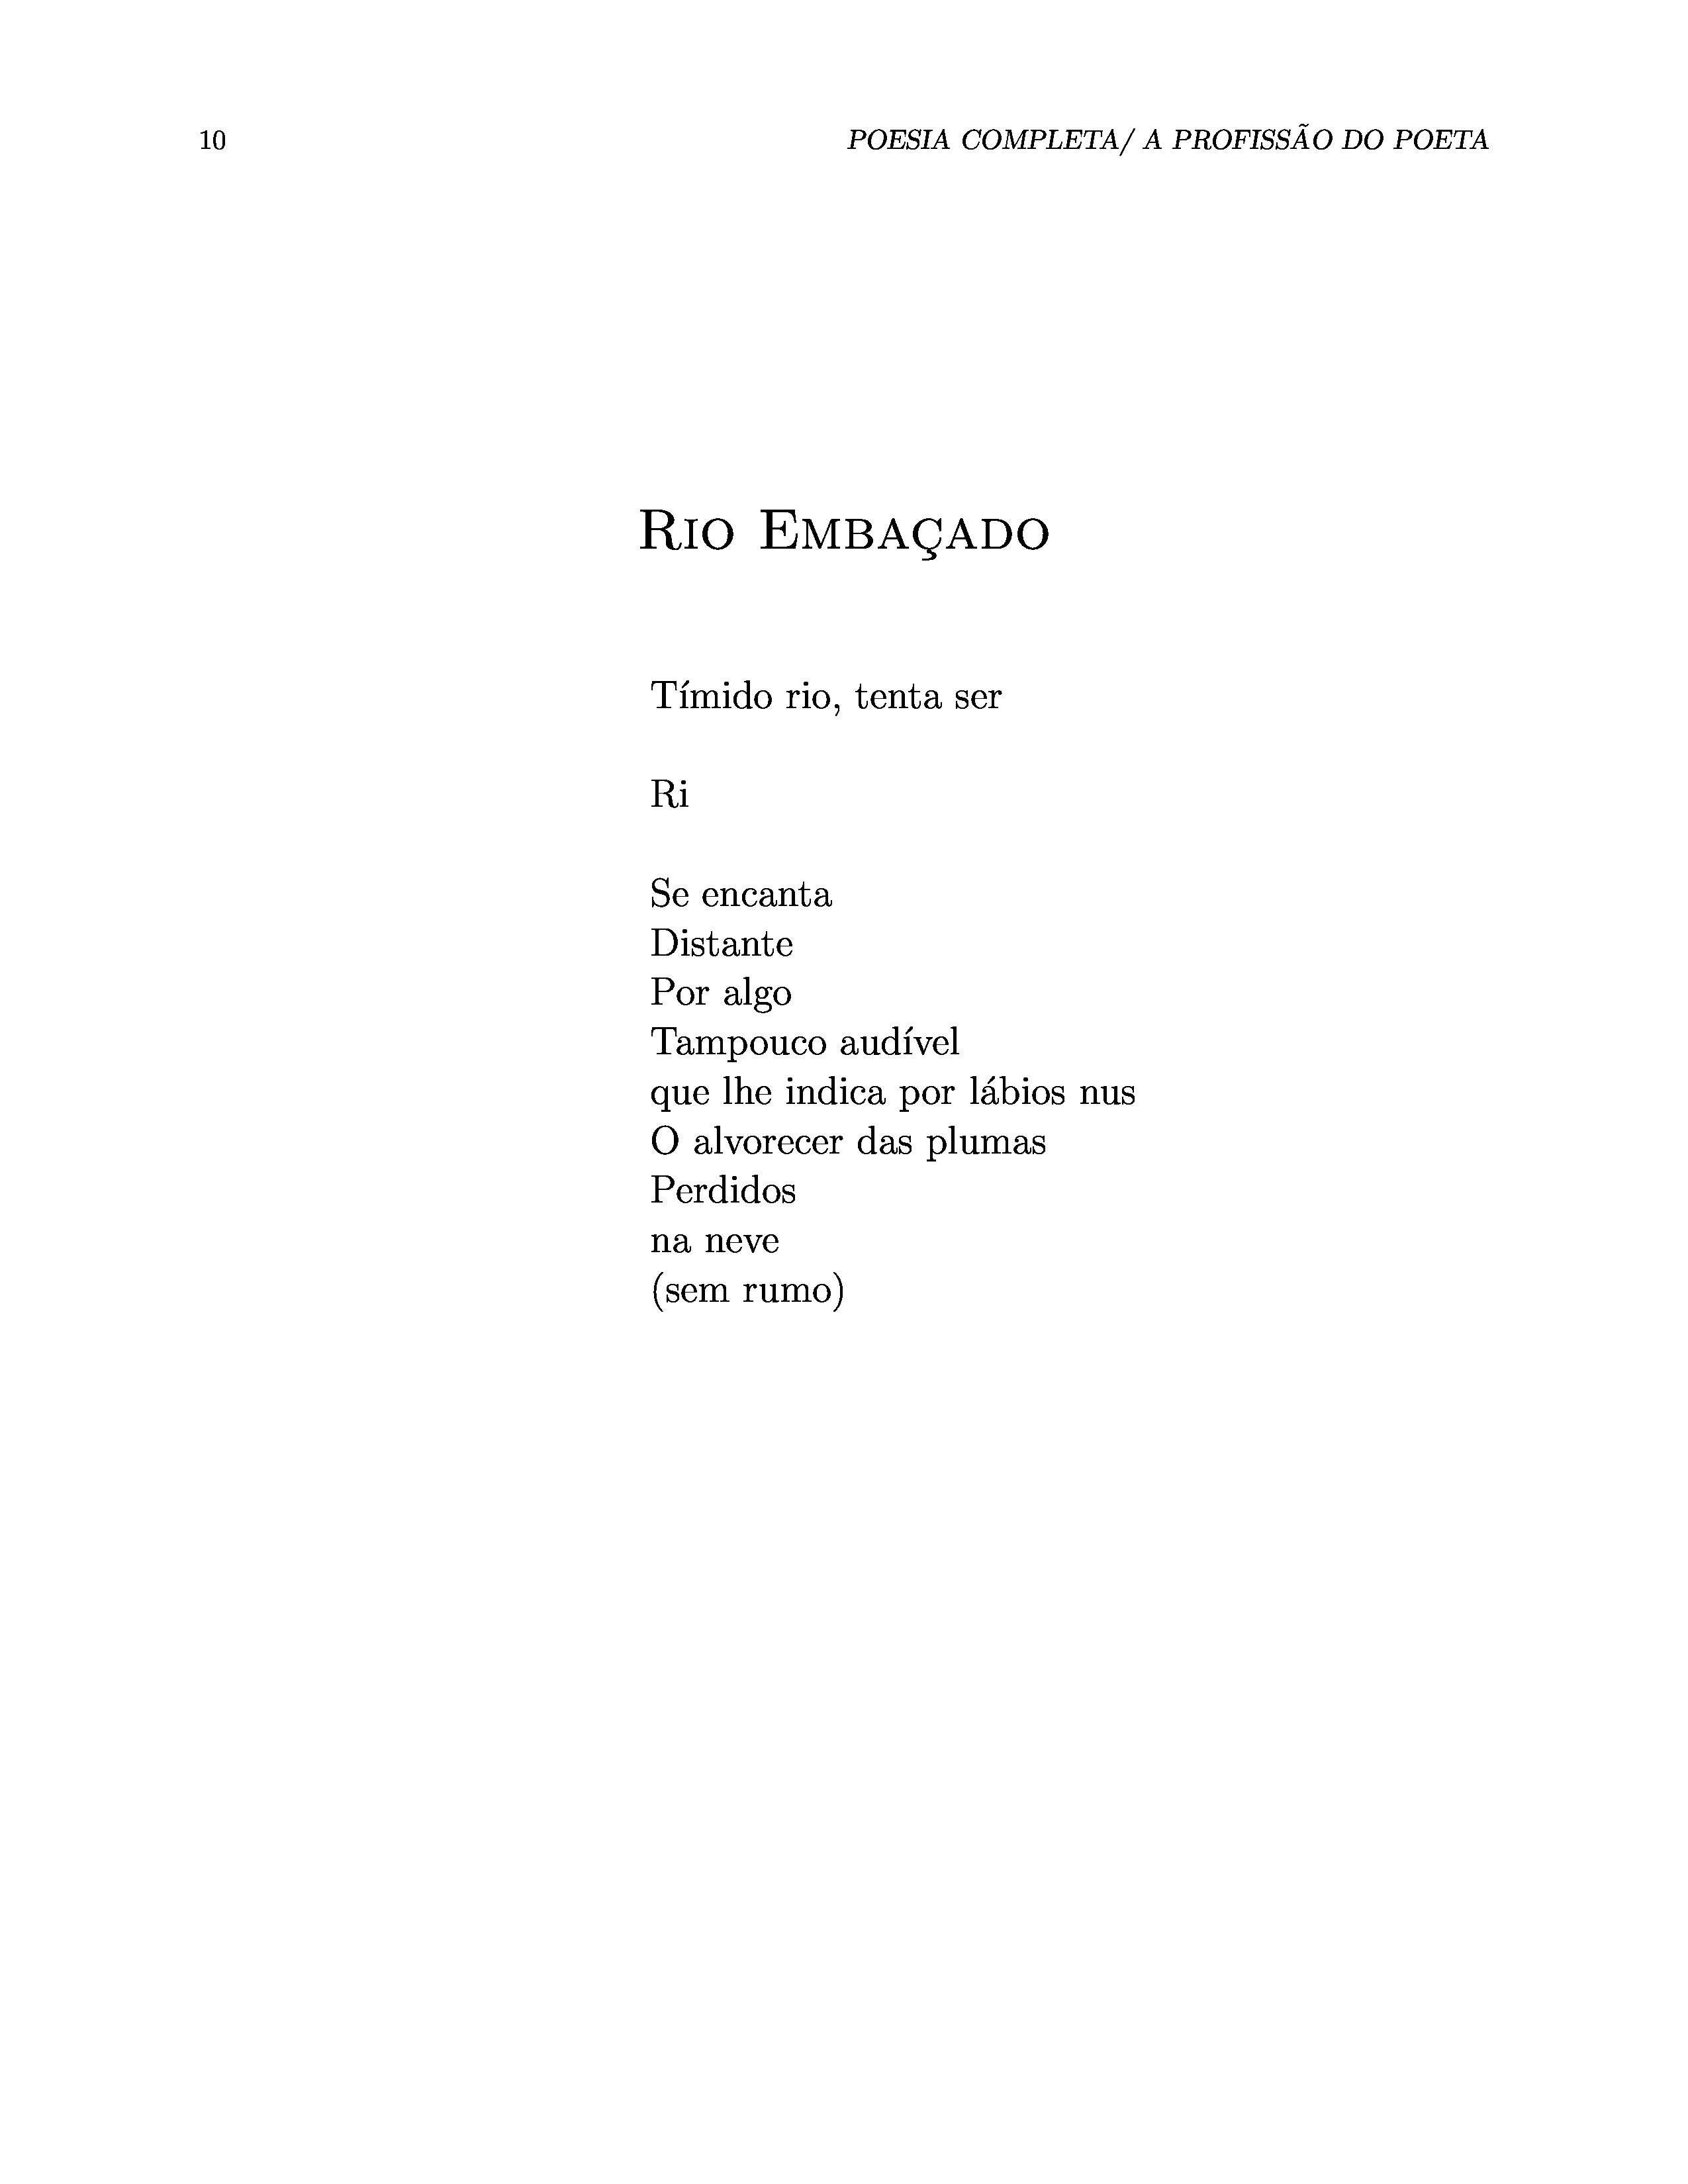 10 POESIA COMPLETA/ A PROFISSÃO DO POETA
Rio Embaçado
Tímido rio, tenta ser
Ri
Se encanta
Distante
Por algo
Tampouco audível
que lhe indica por lábios nus
O alvorecer das plumas
Perdidos
na neve
(sem rumo)